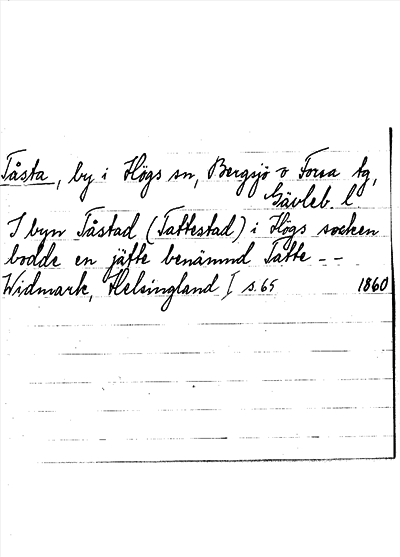 Tåsta, by i Högs sn, Bergsjö o Forsa tg,
Gävleb. l.
I byn Tåstad (Tattestad) i Högs socken
bodde en jätte benämnd Tatte - -
Widmark, Helsingland I s. 65 1860